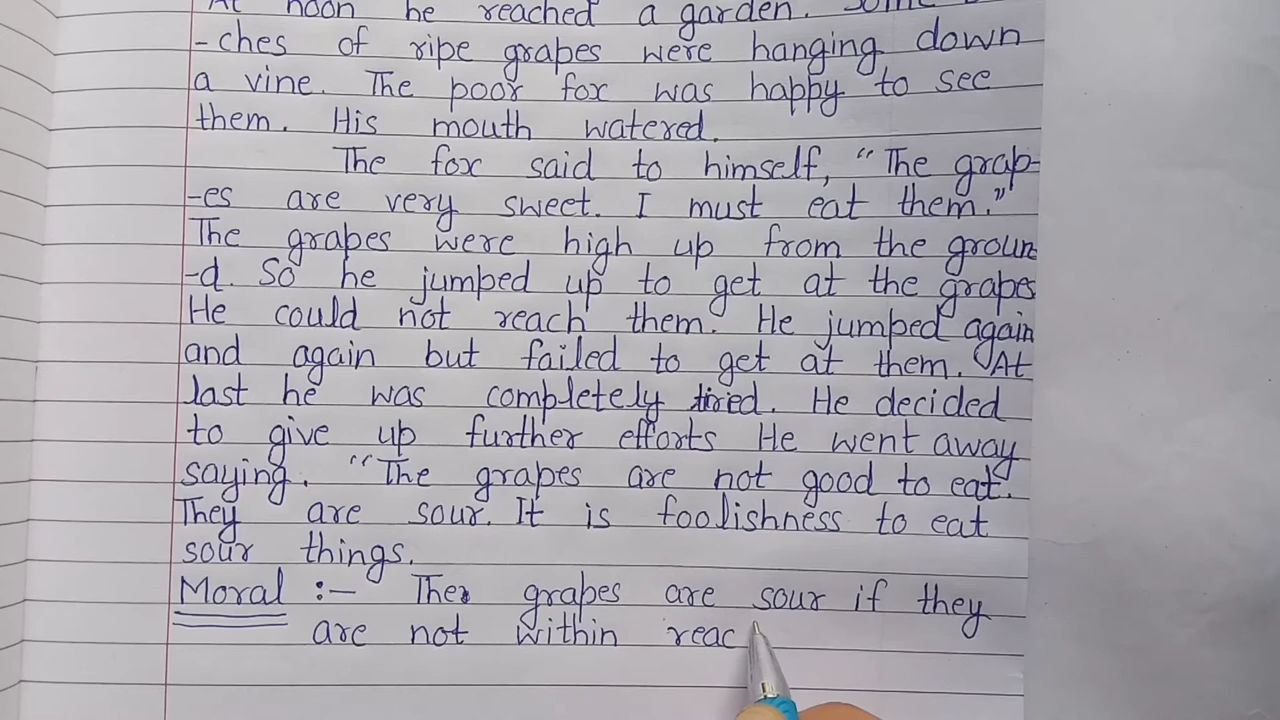 At noon he reached a garden.
-ches of ripe grapes were hanging down
a vine. The poor fox was happy to see
them. His mouth watered.
The fox said to himself, "The grap-
-es are very sweet. I must eat them."
The grapes were high up from the groun
-d. So he jumped up to get at the grapes
He could not reach them. He jumped again
and again but failed to get at them. At
last he was completely tired. He decided
to give up further efforts He went away
saying. "The grapes are not good to eat.
They are sour. It is foolishness to eat
sour things.
Moral :- The grapes are sour if they
are not within reac